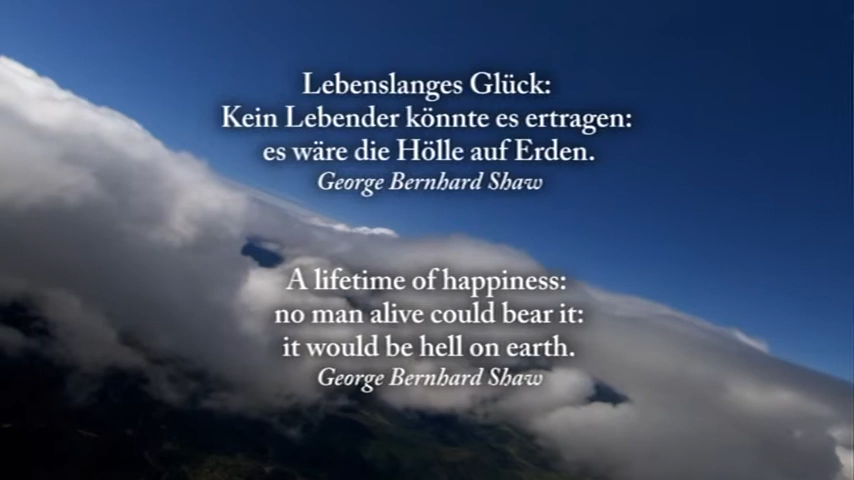 Lebenslanges Glück:
Kein Lebender könnte es ertragen:
es wäre die Hölle auf Erden.
George Bernhard Shaw
A lifetime of happiness:
no man alive could bear it:
it would be hell on earth.
George Bernhard Shaw